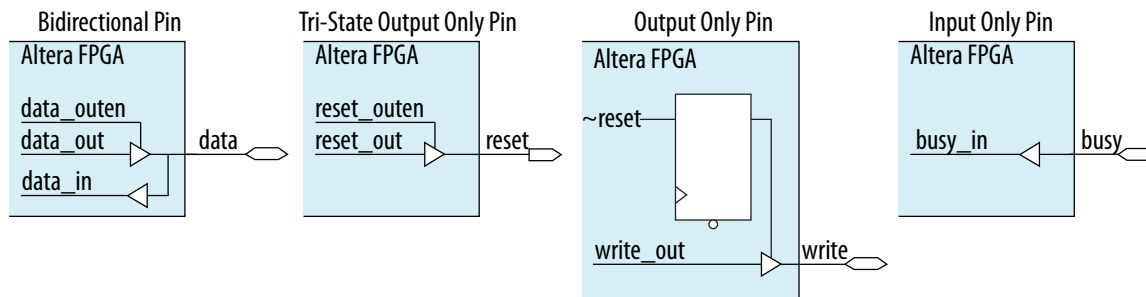 Bidirectional Pin
Altera FPGA
data_outen
data_out
data
data_in
Tri-State Output Only Pin
Altera FPGA
reset_outen
reset_out
reset
Output Only Pin
Altera FPGA
~reset
write_out
write
Input Only Pin
Altera FPGA
busy_in
busy